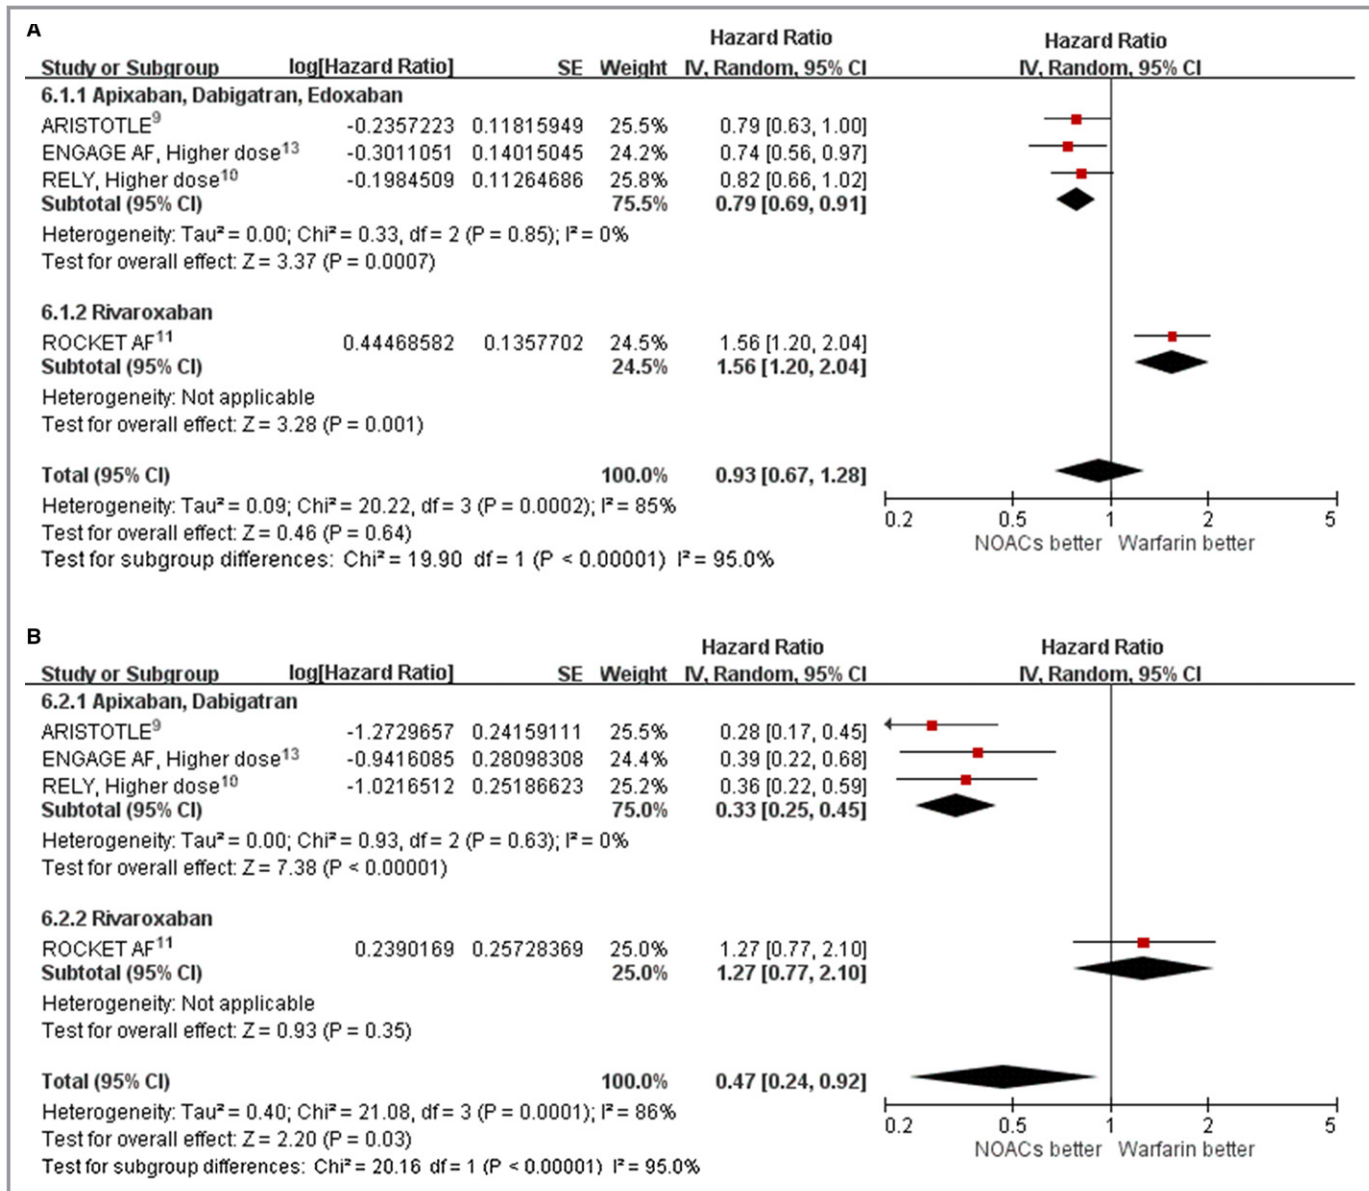 A
Hazard Ratio Hazard Ratio
Study or Subgroup log[Hazard Ratio] SE Weight IV, Random, 95% CI IV, Random, 95% CI
6.1.1 Apixaban, Dabigatran, Edoxaban
ARISTOTLE⁹ -0.2357223 0.11815949 25.5% 0.79 [0.63, 1.00]
ENGAGE AF, Higher dose¹³ -0.3011051 0.14015045 24.2% 0.74 [0.56, 0.97]
RELY, Higher dose¹⁰ -0.1984509 0.11264686 25.8% 0.82 [0.66, 1.02]
Subtotal (95% CI) 75.5% 0.79 [0.69, 0.91]
Heterogeneity: Tau² = 0.00; Chi² = 0.33, df = 2 (P = 0.85); I² = 0%
Test for overall effect: Z = 3.37 (P = 0.0007)
6.1.2 Rivaroxaban
ROCKET AF¹¹ 0.44468582 0.1357702 24.5% 1.56 [1.20, 2.04]
Subtotal (95% CI) 24.5% 1.56 [1.20, 2.04]
Heterogeneity: Not applicable
Test for overall effect: Z = 3.28 (P = 0.001)
Total (95% CI) 100.0% 0.93 [0.67, 1.28]
Heterogeneity: Tau² = 0.09; Chi² = 20.22, df = 3 (P = 0.0002); I² = 85%
Test for overall effect: Z = 0.46 (P = 0.64)
Test for subgroup differences: Chi² = 19.90 df = 1 (P < 0.00001) I² = 95.0%
0.2 0.5 1 2 5
NOACs better Warfarin better
B
Hazard Ratio Hazard Ratio
Study or Subgroup log[Hazard Ratio] SE Weight IV, Random, 95% CI IV, Random, 95% CI
6.2.1 Apixaban, Dabigatran
ARISTOTLE⁹ -1.2729657 0.24159111 25.5% 0.28 [0.17, 0.45]
ENGAGE AF, Higher dose¹³ -0.9416085 0.28098308 24.4% 0.39 [0.22, 0.68]
RELY, Higher dose¹⁰ -1.0216512 0.25186623 25.2% 0.36 [0.22, 0.59]
Subtotal (95% CI) 75.0% 0.33 [0.25, 0.45]
Heterogeneity: Tau² = 0.00; Chi² = 0.93, df = 2 (P = 0.63); I² = 0%
Test for overall effect: Z = 7.38 (P < 0.00001)
6.2.2 Rivaroxaban
ROCKET AF¹¹ 0.2390169 0.25728369 25.0% 1.27 [0.77, 2.10]
Subtotal (95% CI) 25.0% 1.27 [0.77, 2.10]
Heterogeneity: Not applicable
Test for overall effect: Z = 0.93 (P = 0.35)
Total (95% CI) 100.0% 0.47 [0.24, 0.92]
Heterogeneity: Tau² = 0.40; Chi² = 21.08, df = 3 (P = 0.0001); I² = 86%
Test for overall effect: Z = 2.20 (P = 0.03)
Test for subgroup differences: Chi² = 20.16 df = 1 (P < 0.00001) I² = 95.0%
0.2 0.5 1 2 5
NOACs better Warfarin better